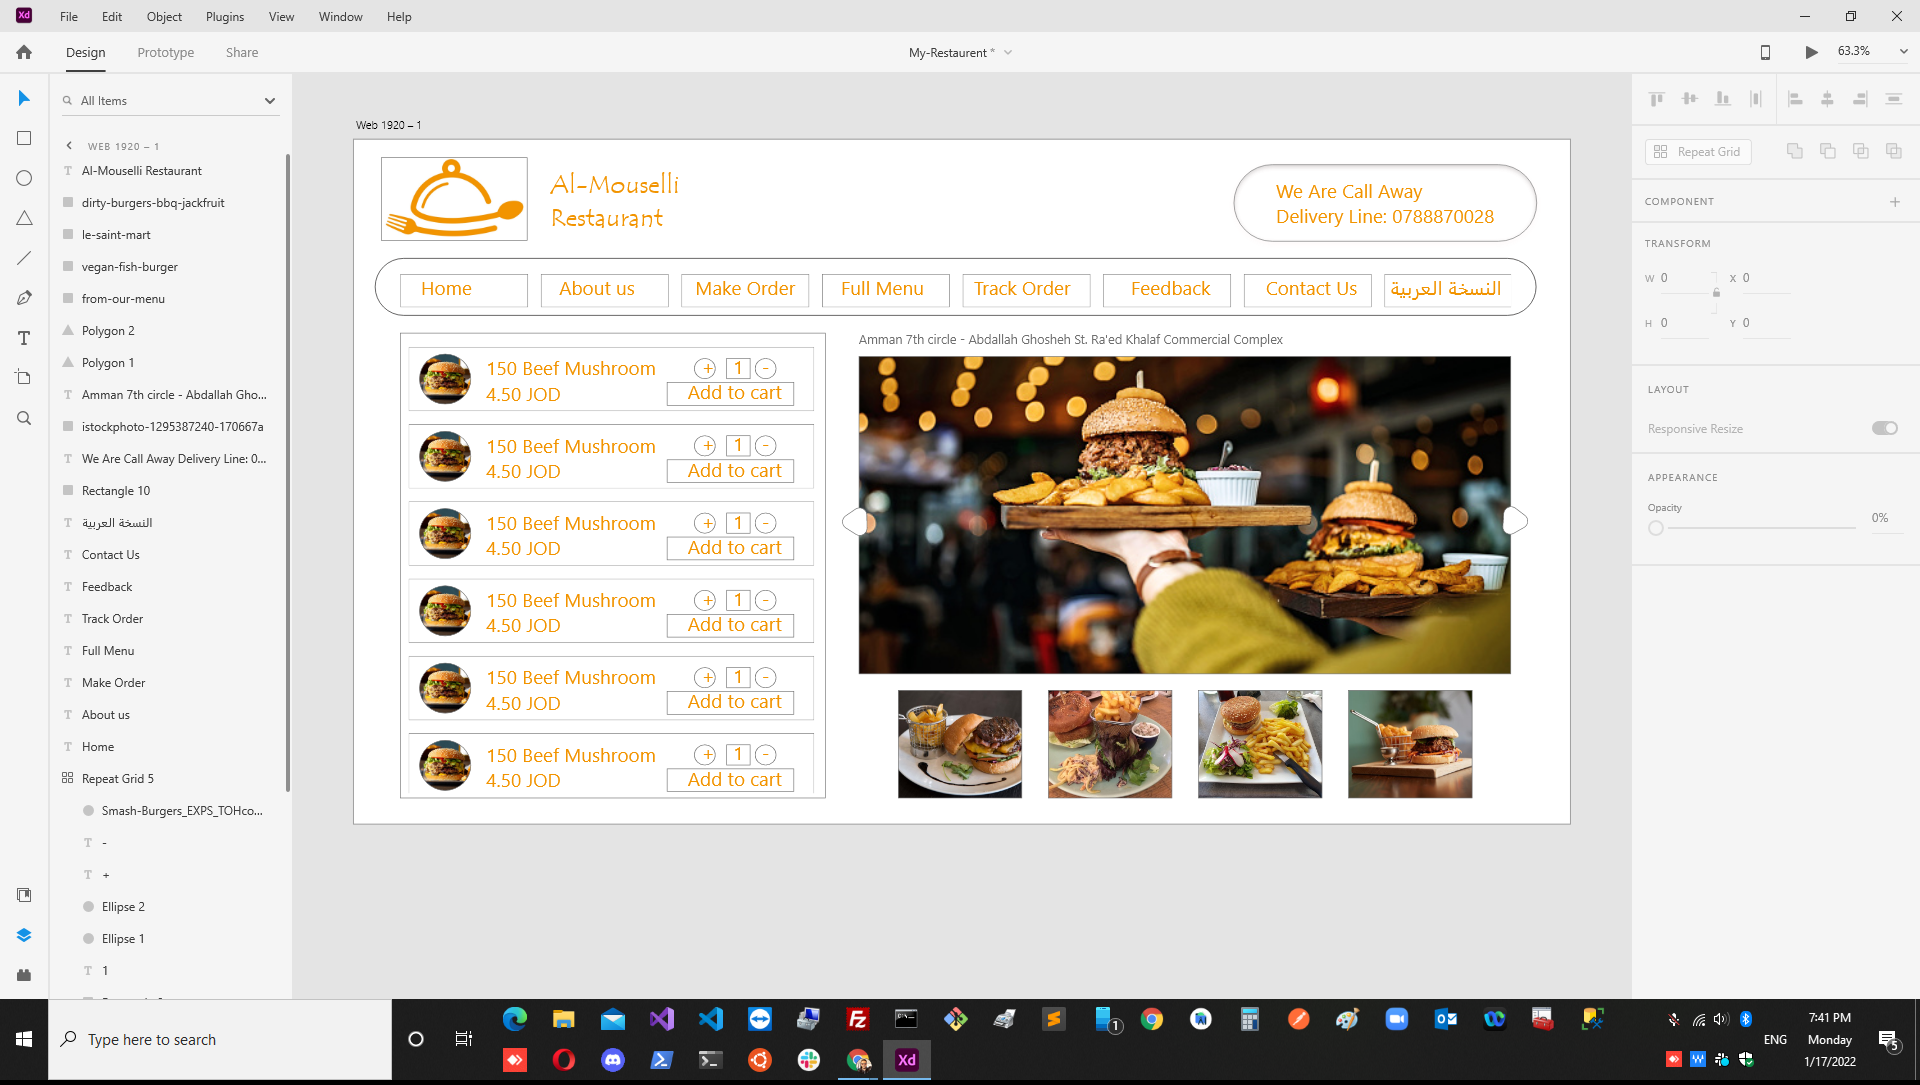 Xd File Edit Object Plugins View Window Help
Design Prototype Share
My-Restaurent *
63.3%
All Items
WEB 1920 – 1
Al-Mouselli Restaurant
dirty-burgers-bbq-jackfruit
le-saint-mart
vegan-fish-burger
from-our-menu
Polygon 2
Polygon 1
Amman 7th circle - Abdallah Gho...
istockphoto-1295387240-170667a
We Are Call Away Delivery Line: 0...
Rectangle 10
النسخة العربية
Contact Us
Feedback
Track Order
Full Menu
Make Order
About us
Home
Repeat Grid 5
Smash-Burgers_EXPS_TOHco...
-
+
Ellipse 2
Ellipse 1
1
Web 1920 – 1
Al-Mouselli
Restaurant
We Are Call Away
Delivery Line: 0788870028
Home About us Make Order Full Menu Track Order Feedback Contact Us النسخة العربية
150 Beef Mushroom + 1 -
4.50 JOD Add to cart
150 Beef Mushroom + 1 -
4.50 JOD Add to cart
150 Beef Mushroom + 1 -
4.50 JOD Add to cart
150 Beef Mushroom + 1 -
4.50 JOD Add to cart
150 Beef Mushroom + 1 -
4.50 JOD Add to cart
150 Beef Mushroom + 1 -
4.50 JOD Add to cart
Amman 7th circle - Abdallah Ghosheh St. Ra'ed Khalaf Commercial Complex
Repeat Grid
COMPONENT
TRANSFORM
W 0 X 0
H 0 Y 0
LAYOUT
Responsive Resize
APPEARANCE
Opacity
0%
Type here to search
ENG
7:41 PM
Monday
1/17/2022
5
1
Fz
Xd